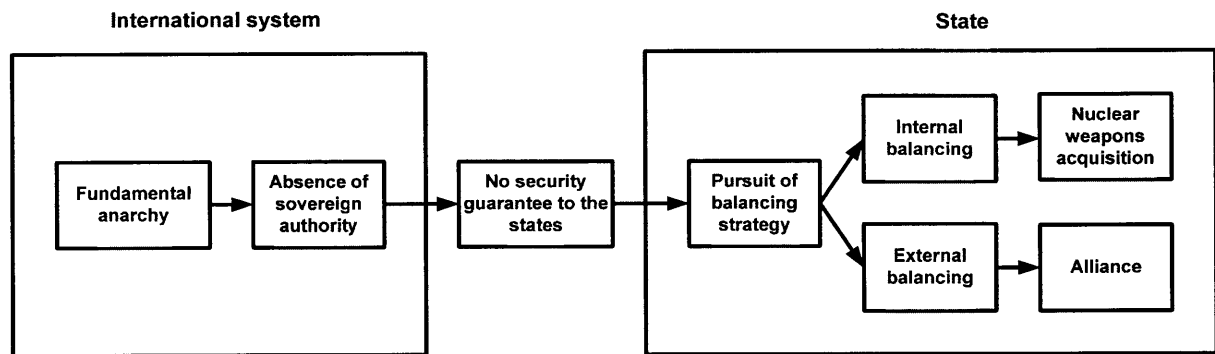 International system
State
Fundamental
anarchy
Absence of
sovereign
authority
No security
guarantee to the
states
Pursuit of
balancing
strategy
Internal
balancing
Nuclear
weapons
acquisition
External
balancing
Alliance